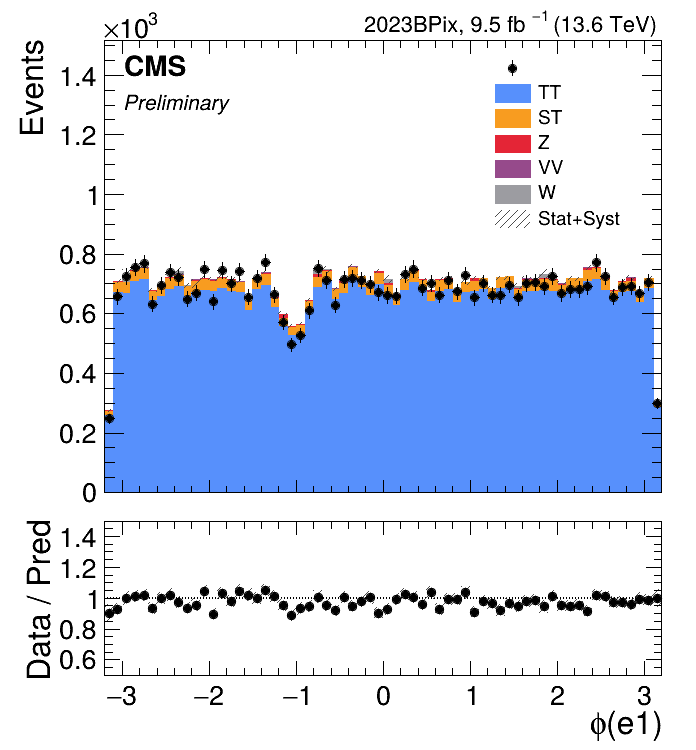 ×10³
2023BPix, 9.5 fb⁻¹ (13.6 TeV)
CMS
Preliminary
Events
TT
ST
Z
VV
W
Stat+Syst
1.4
1.2
1
0.8
0.6
0.4
0.2
0
Data / Pred
1.4
1.2
1
0.8
0.6
−3 −2 −1 0 1 2 3
ϕ(e1)